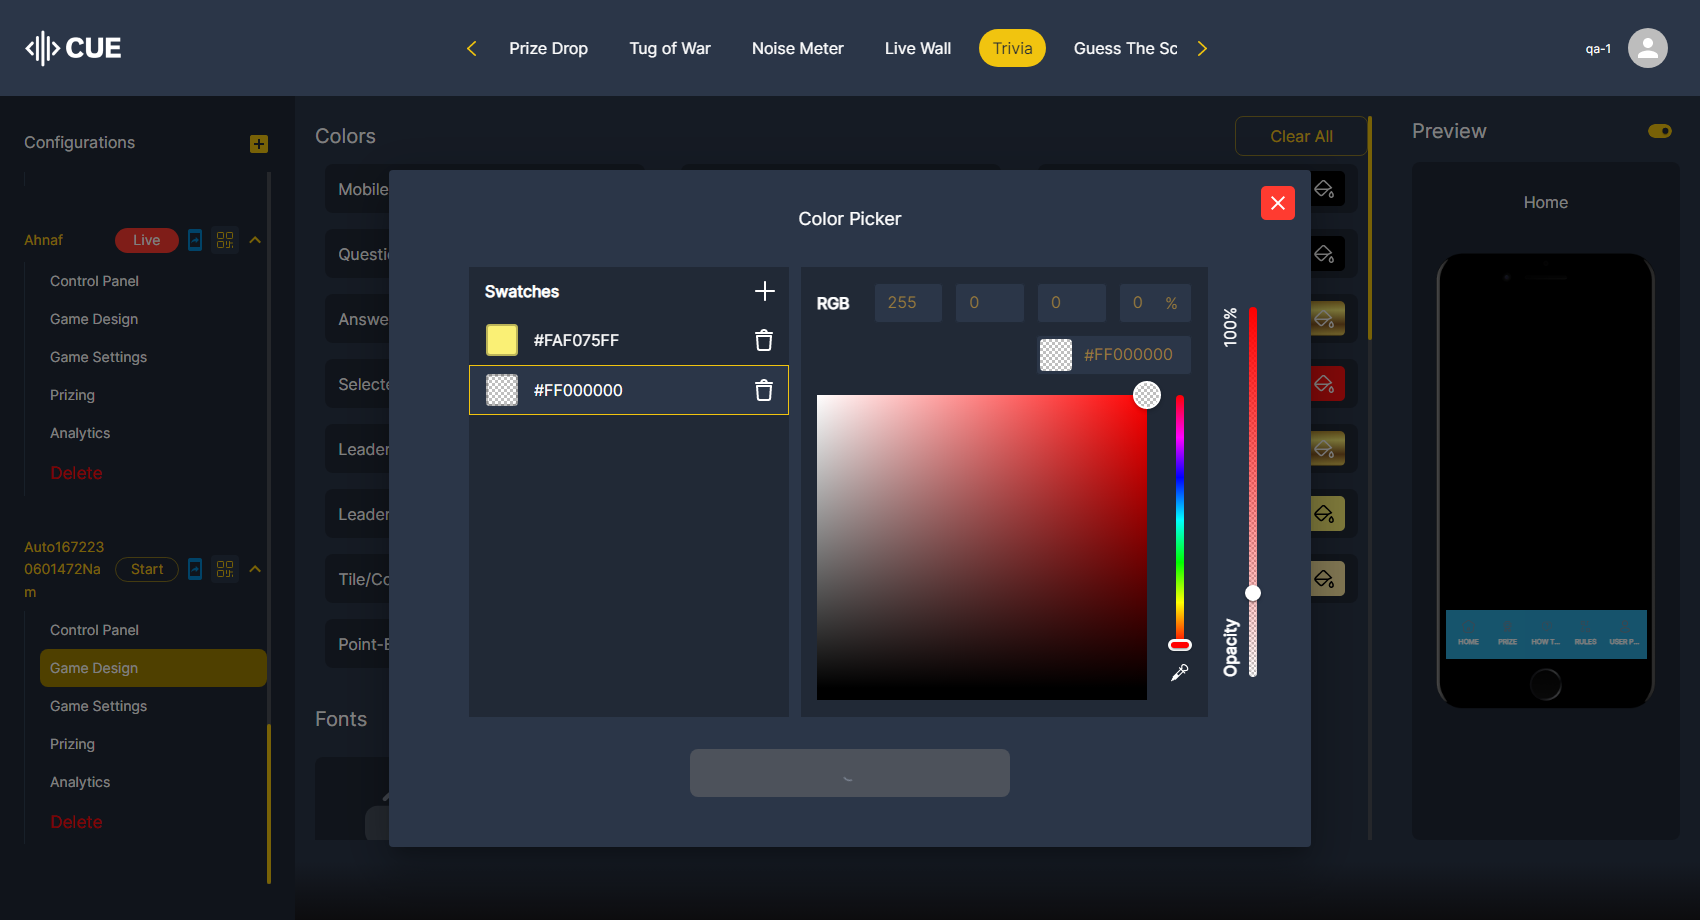 CUE
Prize Drop
Tug of War
Noise Meter
Live Wall
Trivia
Guess The Sc
qa-1
Configurations
Ahnaf
Live
Control Panel
Game Design
Game Settings
Prizing
Analytics
Delete
Auto167223
0601472Na
m
Start
Control Panel
Game Design
Game Settings
Prizing
Analytics
Delete
Colors
Clear All
Mobile
Questi
Answe
Selecte
Leader
Leader
Tile/Co
Point-E
Fonts
Color Picker
Swatches
#FAF075FF
#FF000000
RGB
255
0
0
0 %
#FF000000
100%
Opacity
Preview
Home
HOME
PRIZE
HOW T...
RULES
USER P...